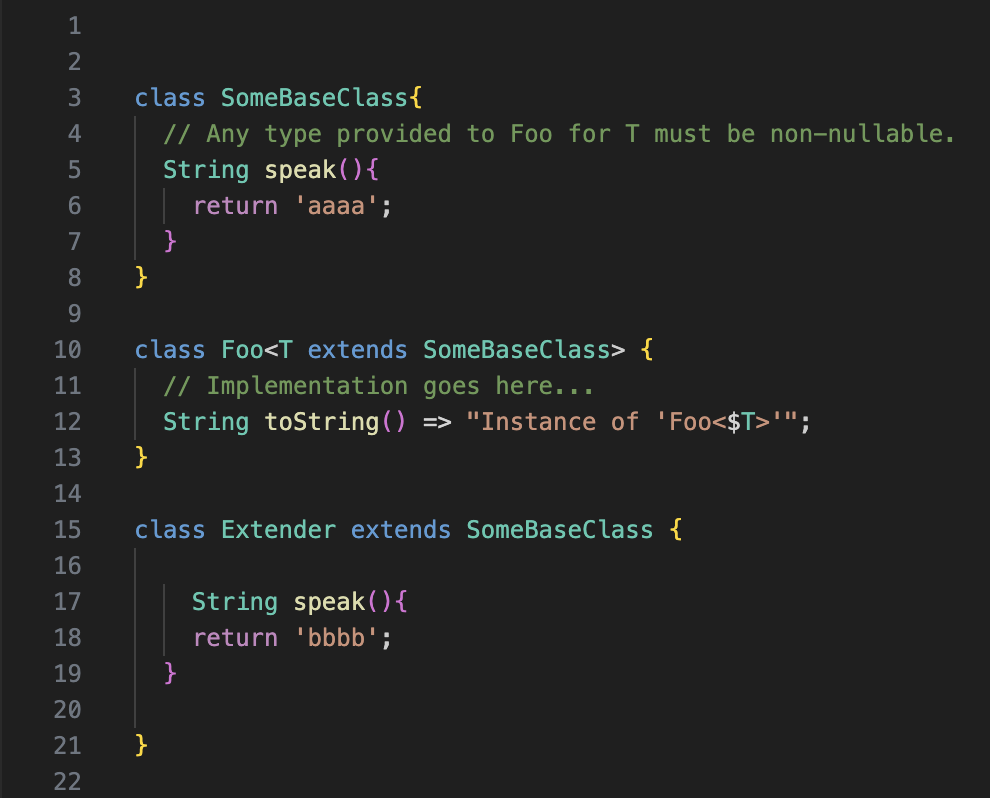 1
2
3 class SomeBaseClass{
4 // Any type provided to Foo for T must be non-nullable.
5 String speak(){
6 return 'aaaa';
7 }
8 }
9
10 class Foo<T extends SomeBaseClass> {
11 // Implementation goes here...
12 String toString() => "Instance of 'Foo<$T>'";
13 }
14
15 class Extender extends SomeBaseClass {
16
17 String speak(){
18 return 'bbbb';
19 }
20
21 }
22